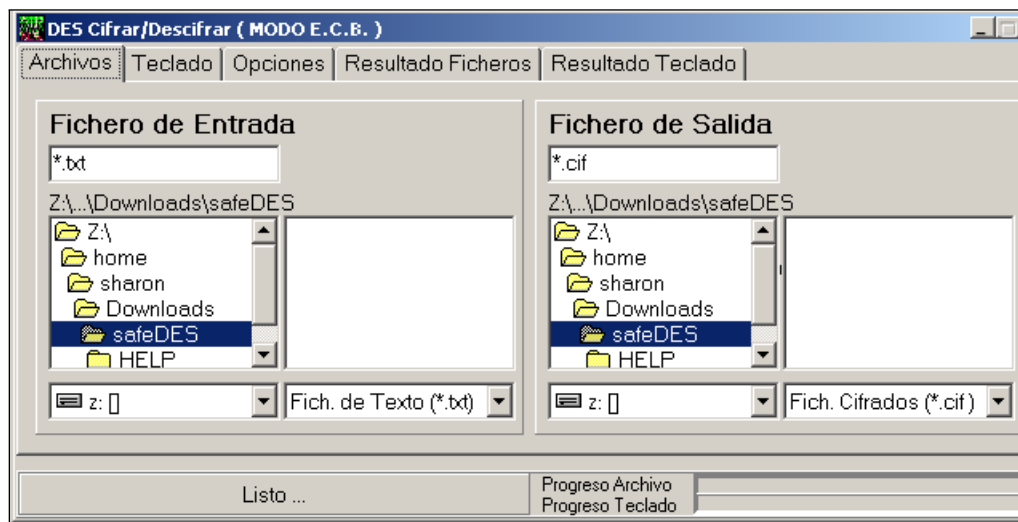 DES Cifrar/Descifrar ( MODO E.C.B. )
Archivos Teclado Opciones Resultado Ficheros Resultado Teclado
Fichero de Entrada
*.txt
Z:\...\Downloads\safeDES
Z:\
home
sharon
Downloads
safeDES
HELP
z: []
Fich. de Texto (*.txt)
Fichero de Salida
*.cif
Z:\...\Downloads\safeDES
Z:\
home
sharon
Downloads
safeDES
HELP
z: []
Fich. Cifrados (*.cif )
Listo ...
Progreso Archivo
Progreso Teclado